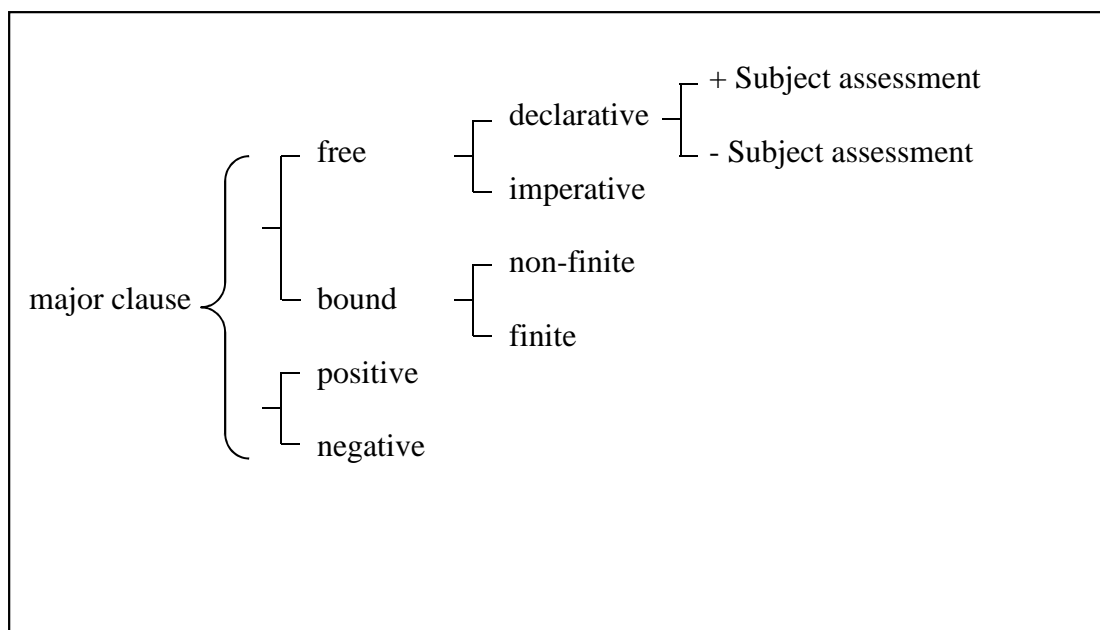 + Subject assessment
declarative
- Subject assessment
free
imperative
non-finite
major clause
bound
finite
positive
negative